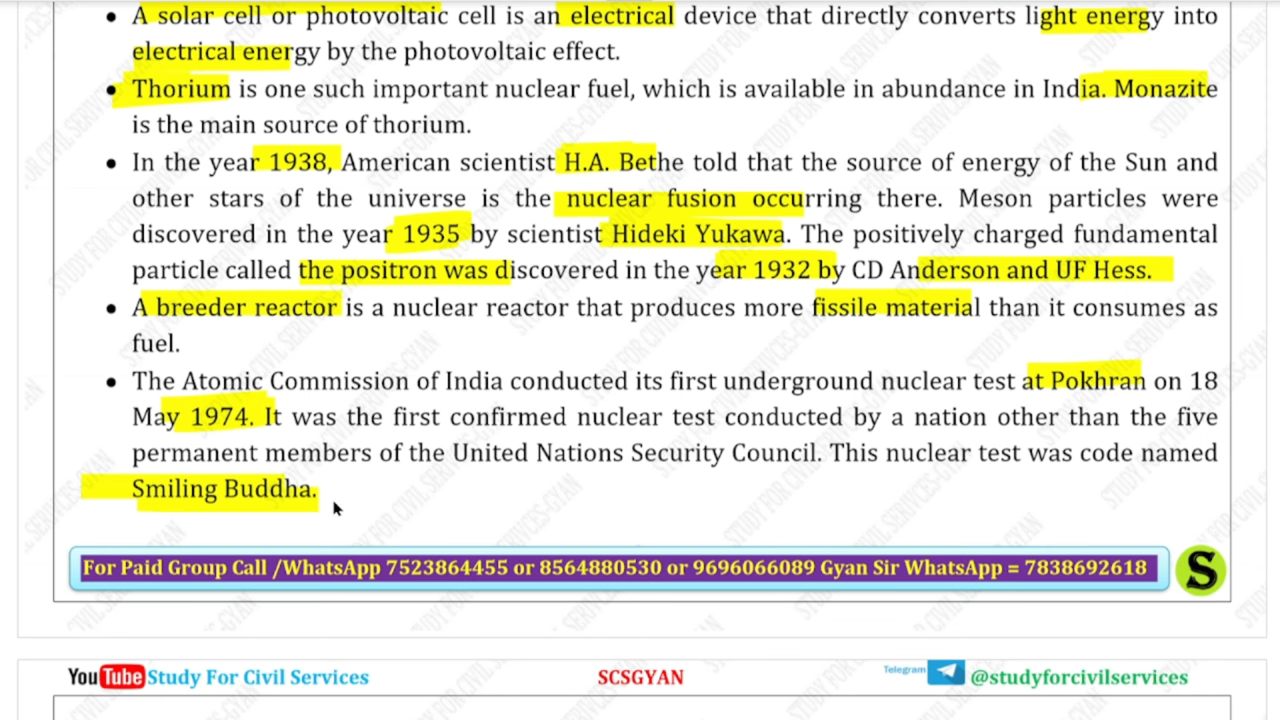 • A solar cell or photovoltaic cell is an electrical device that directly converts light energy into
electrical energy by the photovoltaic effect.
• Thorium is one such important nuclear fuel, which is available in abundance in India. Monazite
is the main source of thorium.
• In the year 1938, American scientist H.A. Bethe told that the source of energy of the Sun and
other stars of the universe is the nuclear fusion occurring there. Meson particles were
discovered in the year 1935 by scientist Hideki Yukawa. The positively charged fundamental
particle called the positron was discovered in the year 1932 by CD Anderson and UF Hess.
• A breeder reactor is a nuclear reactor that produces more fissile material than it consumes as
fuel.
• The Atomic Commission of India conducted its first underground nuclear test at Pokhran on 18
May 1974. It was the first confirmed nuclear test conducted by a nation other than the five
permanent members of the United Nations Security Council. This nuclear test was code named
Smiling Buddha.
For Paid Group Call /WhatsApp 7523864455 or 8564880530 or 9696066089 Gyan Sir WhatsApp = 7838692618
S
YouTube Study For Civil Services
SCSGYAN
Telegram @studyforcivilservices